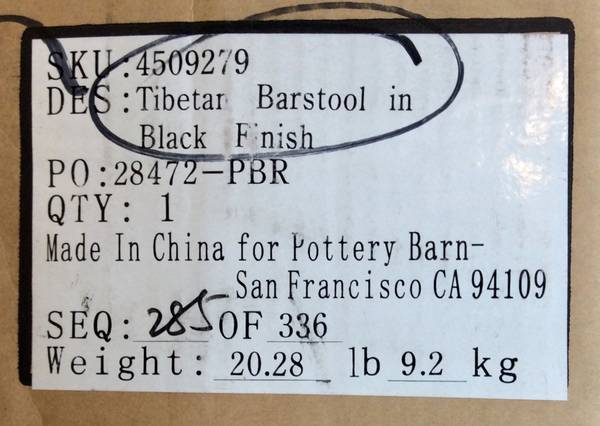 SKU:4509279
DES:Tibetan Barstool in
Black Finish
PO:28472-PBR
QTY: 1
Made In China for Pottery Barn-
San Francisco CA 94109
SEQ: 285 OF 336
Weight: 20.28 lb 9.2 kg